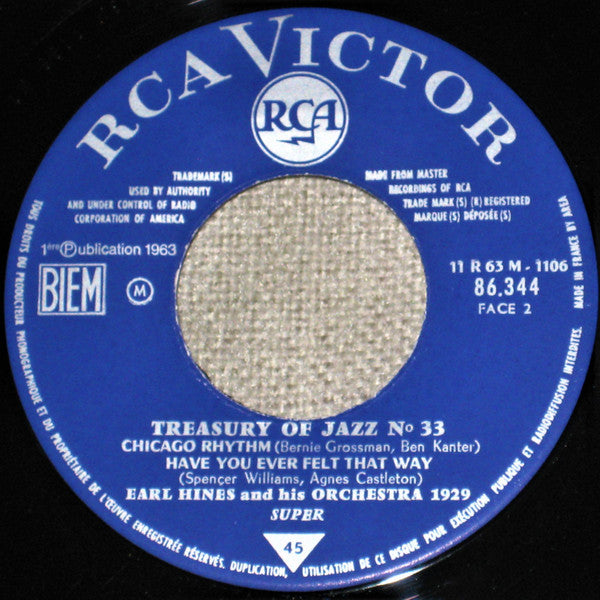 RCA VICTOR
RCA
TRADEMARK (S)
USED BY AUTHORITY
AND UNDER CONTROL OF RADIO
CORPORATION OF AMERICA
MADE FROM MASTER
RECORDINGS OF RCA
TRADE MARK (S) (R) REGISTERED
MARQUE (S) DÉPOSÉE (S)
1ère Ⓟublication 1963
BIEM
M
11 R 63 M - 1106
86.344
FACE 2
TREASURY OF JAZZ No 33
CHICAGO RHYTHM (Bernie Grossman, Ben Kanter)
HAVE YOU EVER FELT THAT WAY
(Spencer Williams, Agnes Castleton)
EARL HINES and his ORCHESTRA 1929
SUPER
45
TOUS DROITS DU PRODUCTEUR PHONOGRAPHIQUE ET DU PROPRIÉTAIRE DE L'ŒUVRE ENREGISTRÉE RÉSERVÉS. DUPLICATION, UTILISATION DE CE DISQUE POUR EXÉCUTION PUBLIQUE ET RADIODIFFUSION INTERDITES. MADE IN FRANCE BY AREA